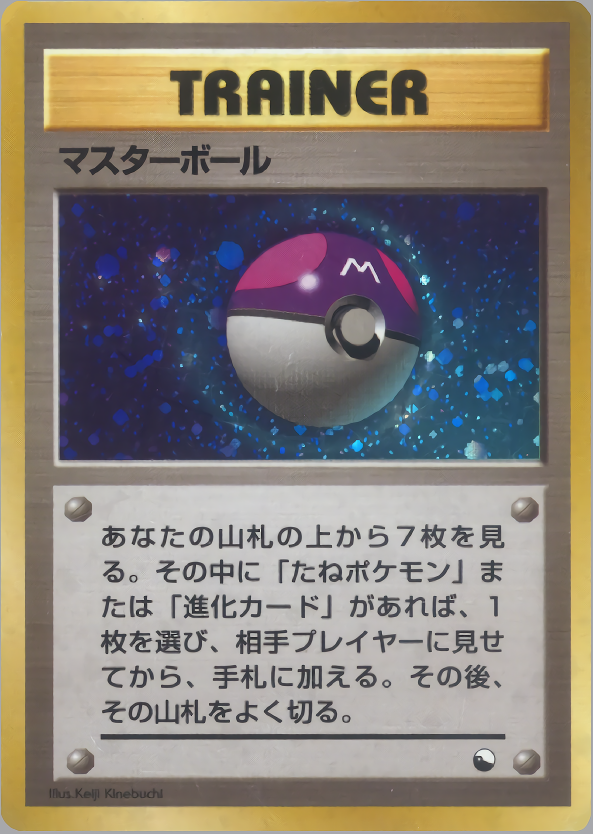 TRAINER
マスターボール
M
あなたの山札の上から７枚を見
る。その中に「たねポケモン」ま
たは「進化カード」があれば、１
枚を選び、相手プレイヤーに見せ
てから、手札に加える。その後、
その山札をよく切る。
Illus. Keiji Kinebuchi